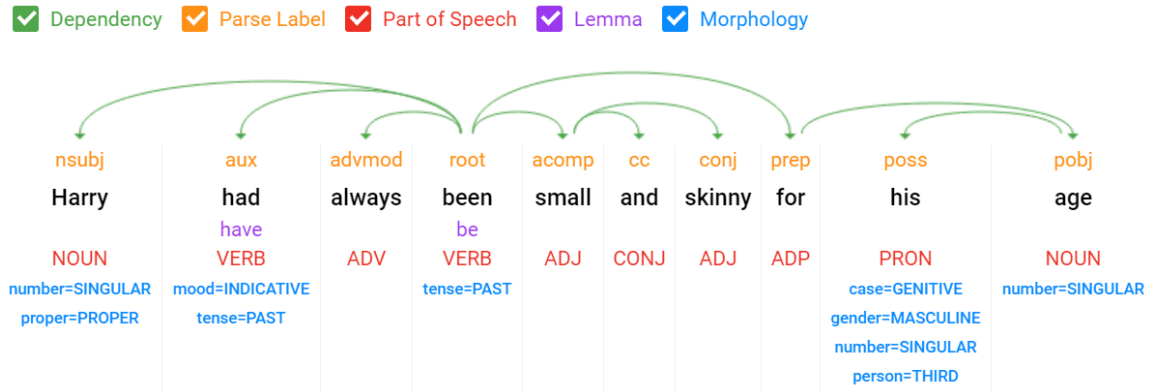 Dependency Parse Label Part of Speech Lemma Morphology
nsubj aux advmod root acomp cc conj prep poss pobj
Harry had always been small and skinny for his age
have be
NOUN VERB ADV VERB ADJ CONJ ADJ ADP PRON NOUN
number=SINGULAR mood=INDICATIVE tense=PAST case=GENITIVE number=SINGULAR
proper=PROPER tense=PAST gender=MASCULINE
number=SINGULAR
person=THIRD